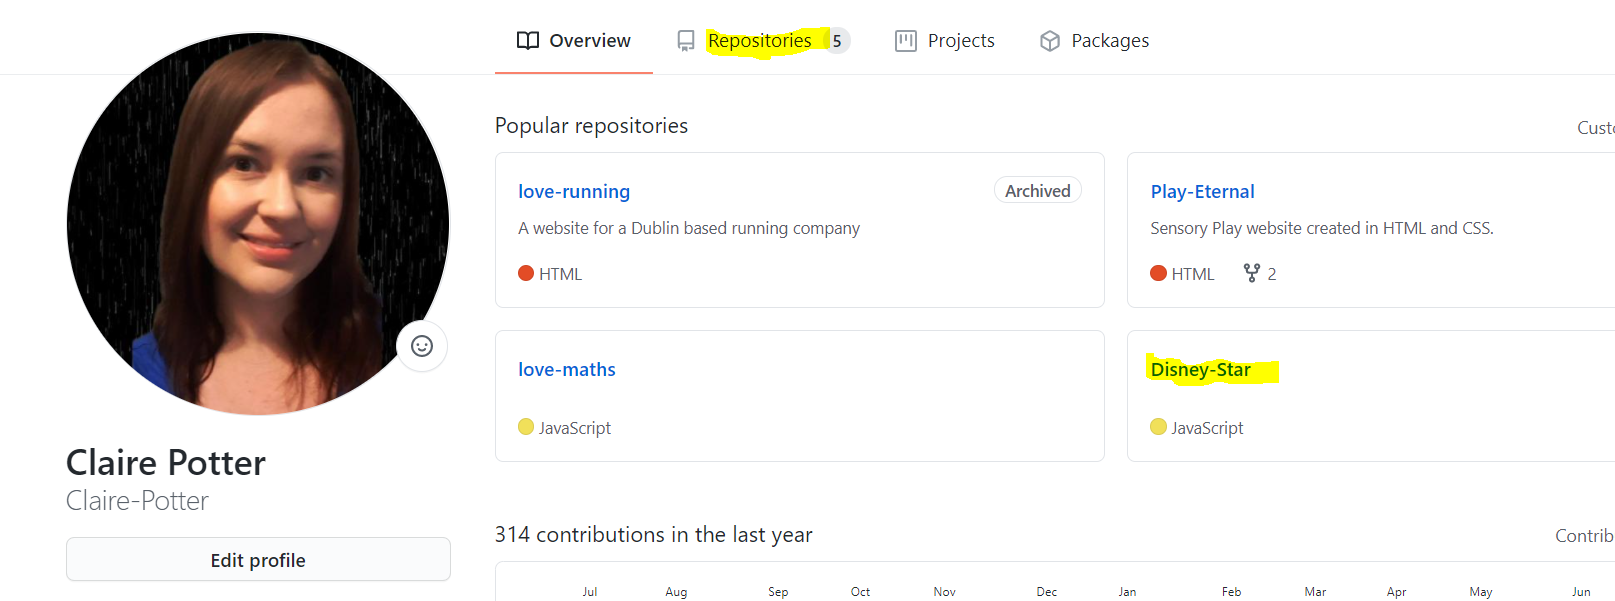 Overview Repositories 5 Projects Packages
Popular repositories
Custo
love-running Archived
A website for a Dublin based running company
HTML
Play-Eternal
Sensory Play website created in HTML and CSS.
HTML 2
love-maths
JavaScript
Disney-Star
JavaScript
Claire Potter
Claire-Potter
Edit profile
314 contributions in the last year
Contrib
Jul Aug Sep Oct Nov Dec Jan Feb Mar Apr May Jun